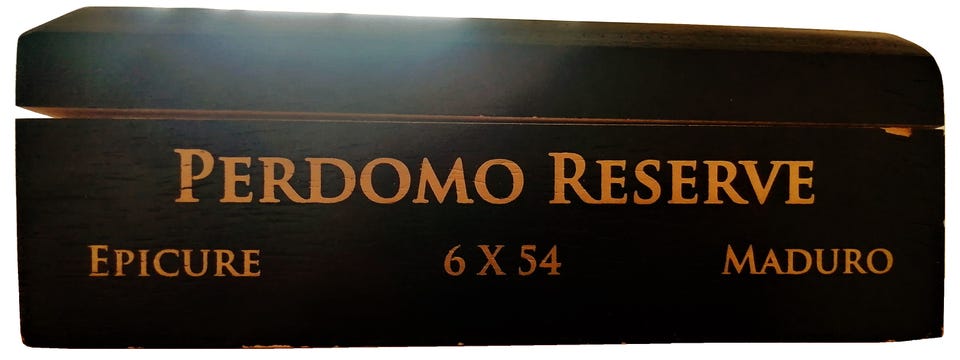 Perdomo Reserve
Epicure 6 X 54 Maduro